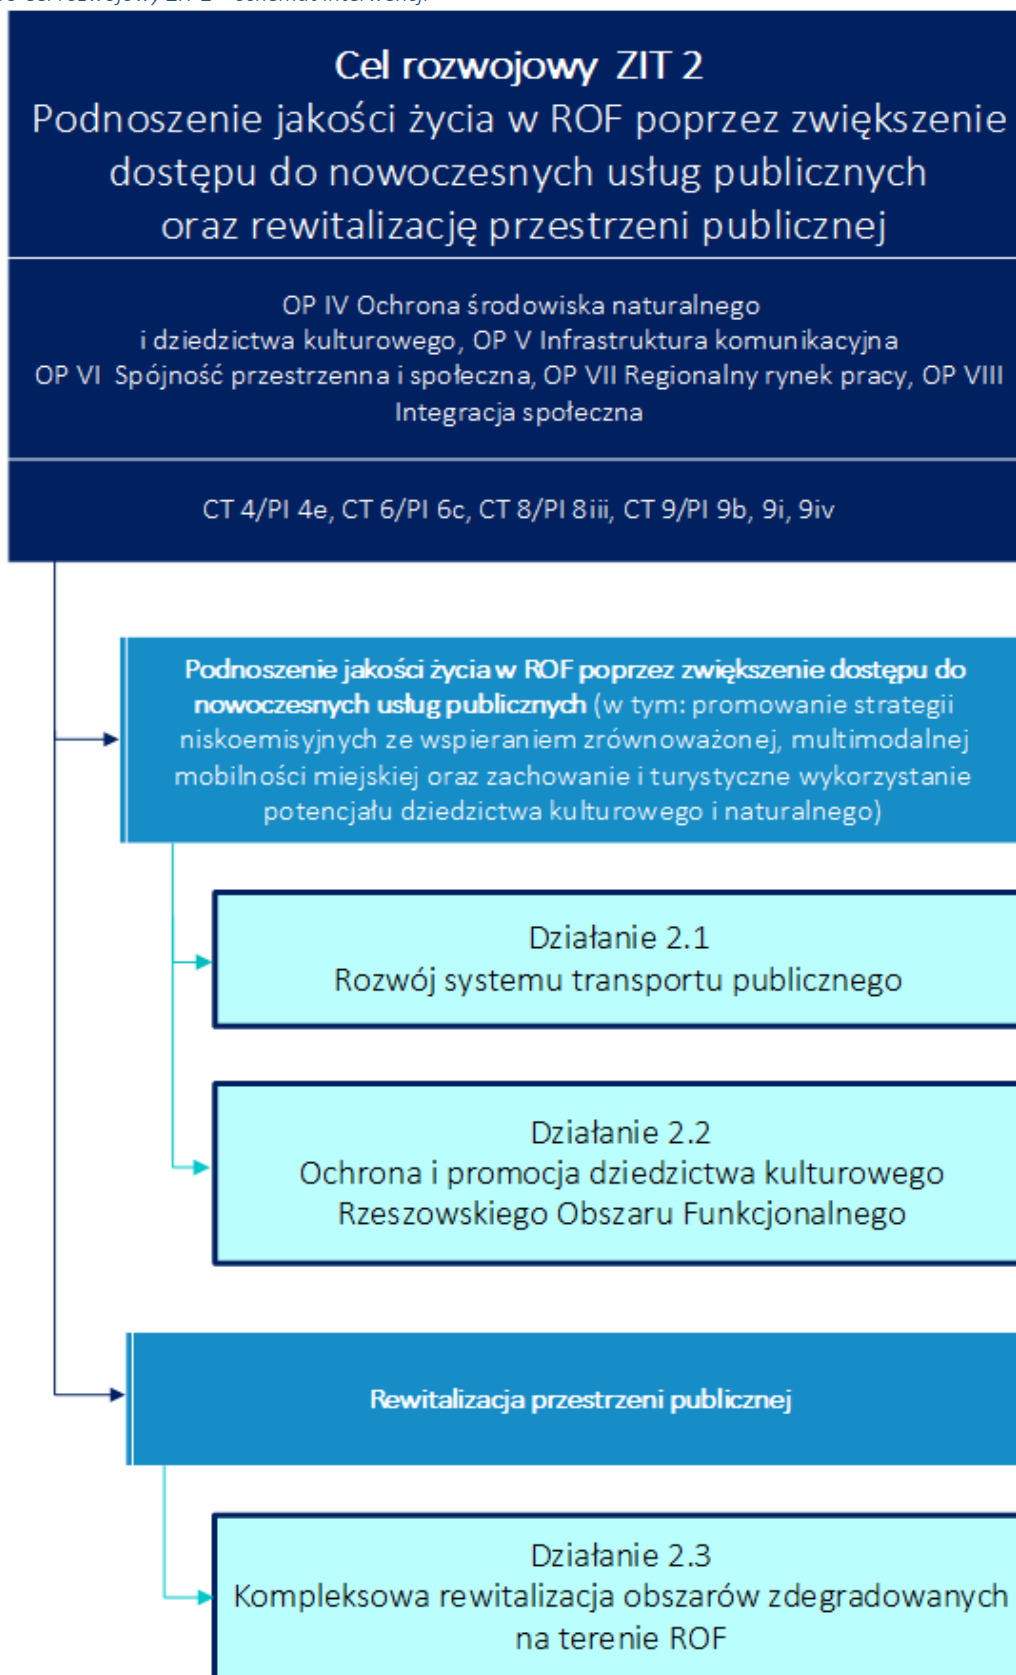 Cel rozwojowy ZIT 2 – schemat interwencji
Cel rozwojowy ZIT 2
Podnoszenie jakości życia w ROF poprzez zwiększenie
dostępu do nowoczesnych usług publicznych
oraz rewitalizację przestrzeni publicznej
OP IV Ochrona środowiska naturalnego
i dziedzictwa kulturowego, OP V Infrastruktura komunikacyjna
OP VI Spójność przestrzenna i społeczna, OP VII Regionalny rynek pracy, OP VIII
Integracja społeczna
CT 4/PI 4e, CT 6/PI 6c, CT 8/PI 8iii, CT 9/PI 9b, 9i, 9iv
Podnoszenie jakości życia w ROF poprzez zwiększenie dostępu do
nowoczesnych usług publicznych (w tym: promowanie strategii
niskoemisyjnych ze wspieraniem zrównoważonej, multimodalnej
mobilności miejskiej oraz zachowanie i turystyczne wykorzystanie
potencjału dziedzictwa kulturowego i naturalnego)
Działanie 2.1
Rozwój systemu transportu publicznego
Działanie 2.2
Ochrona i promocja dziedzictwa kulturowego
Rzeszowskiego Obszaru Funkcjonalnego
Rewitalizacja przestrzeni publicznej
Działanie 2.3
Kompleksowa rewitalizacja obszarów zdegradowanych
na terenie ROF